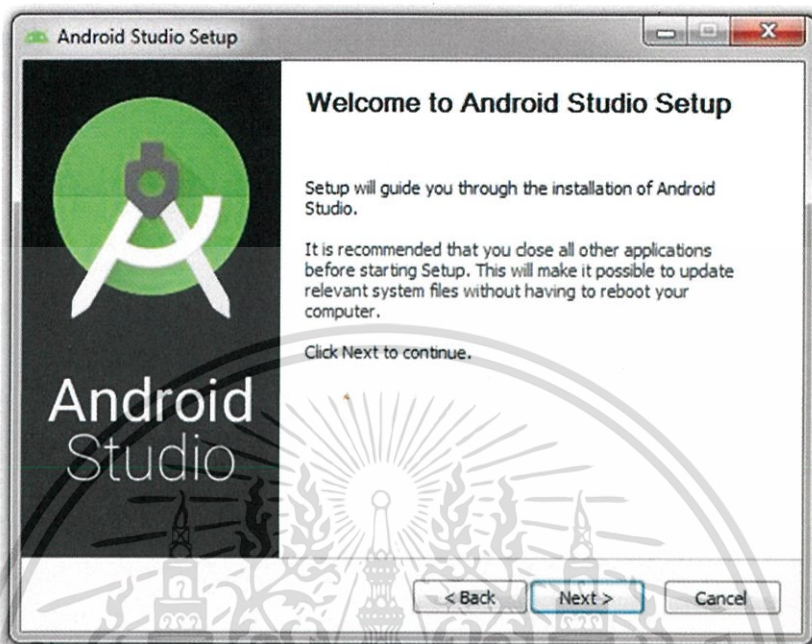 Android Studio Setup
Welcome to Android Studio Setup
Setup will guide you through the installation of Android
Studio.
It is recommended that you close all other applications
before starting Setup. This will make it possible to update
relevant system files without having to reboot your
computer.
Click Next to continue.
Android
Studio
< Back
Next >
Cancel